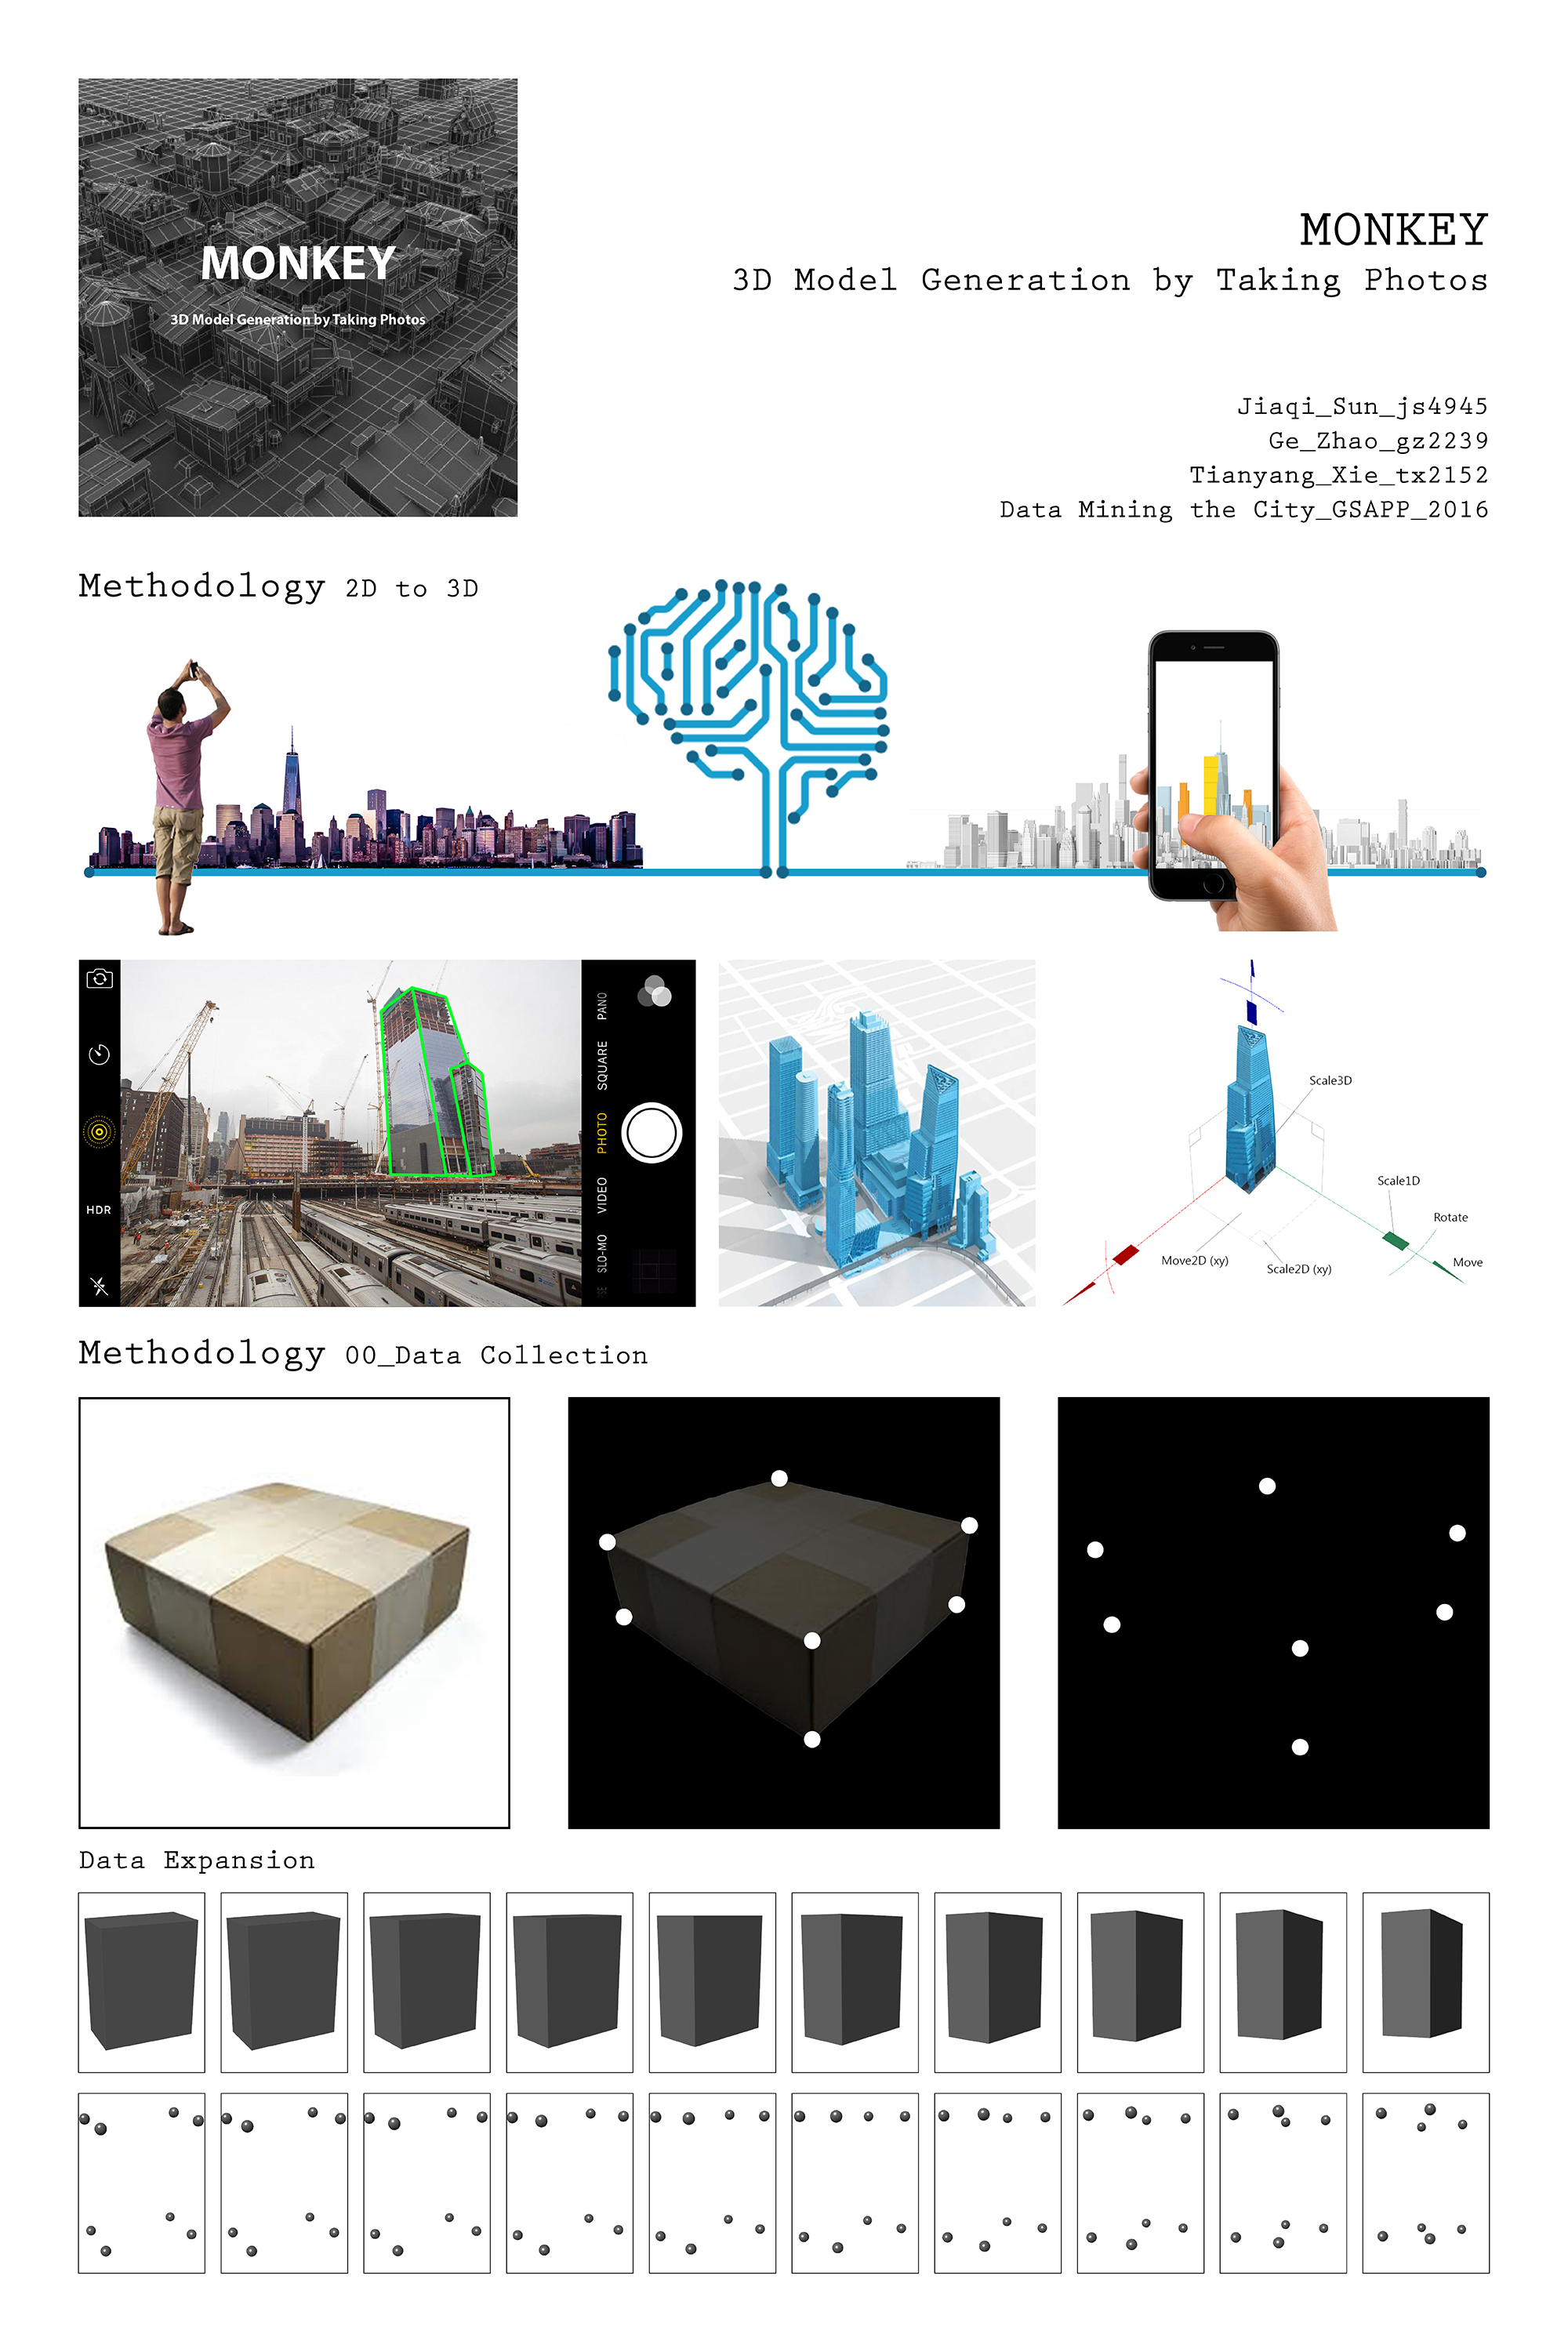 MONKEY
3D Model Generation by Taking Photos
MONKEY
3D Model Generation by Taking Photos
Jiaqi_Sun_js4945
Ge_Zhao_gz2239
Tianyang_Xie_tx2152
Data Mining the City_GSAPP_2016
Methodology 2D to 3D
HDR
PANO
SQUARE
PHOTO
VIDEO
SLO-MO
Scale3D
Scale1D
Rotate
Move
Move2D (xy)
Scale2D (xy)
Methodology 00_Data Collection
Data Expansion